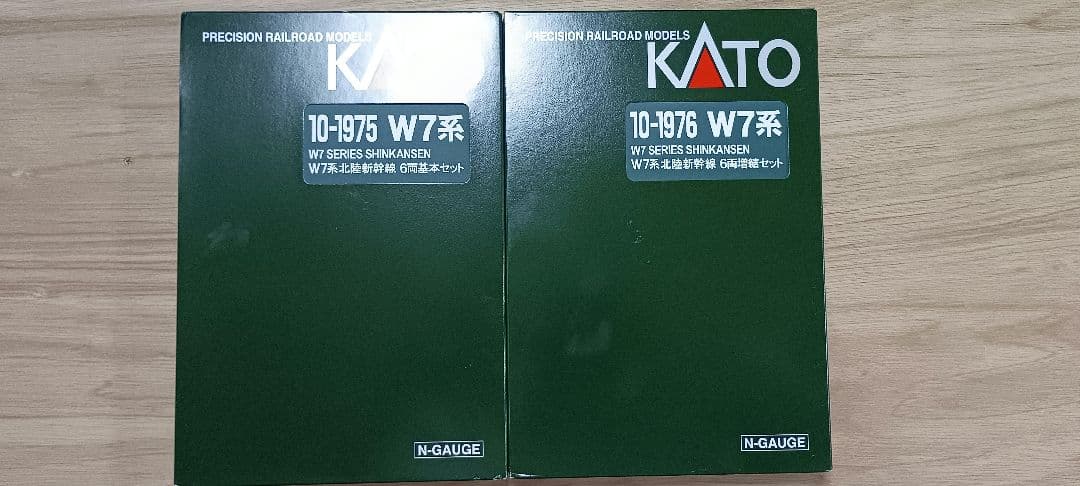 PRECISION RAILROAD MODELS
KATO
10-1975 W7系
W7 SERIES SHINKANSEN
W7系北陸新幹線 6両基本セット
N-GAUGE
PRECISION RAILROAD MODELS
KATO
10-1976 W7系
W7 SERIES SHINKANSEN
W7系北陸新幹線 6両増結セット
N-GAUGE